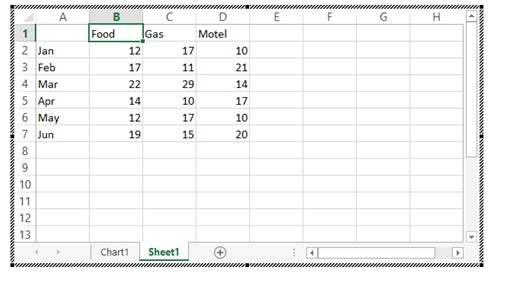 A B C D E F G H
1 Food Gas Motel
2 Jan 12 17 10
3 Feb 17 11 21
4 Mar 22 29 14
5 Apr 14 10 17
6 May 12 17 10
7 Jun 19 15 20
8
9
10
11
12
13
Chart1 Sheet1